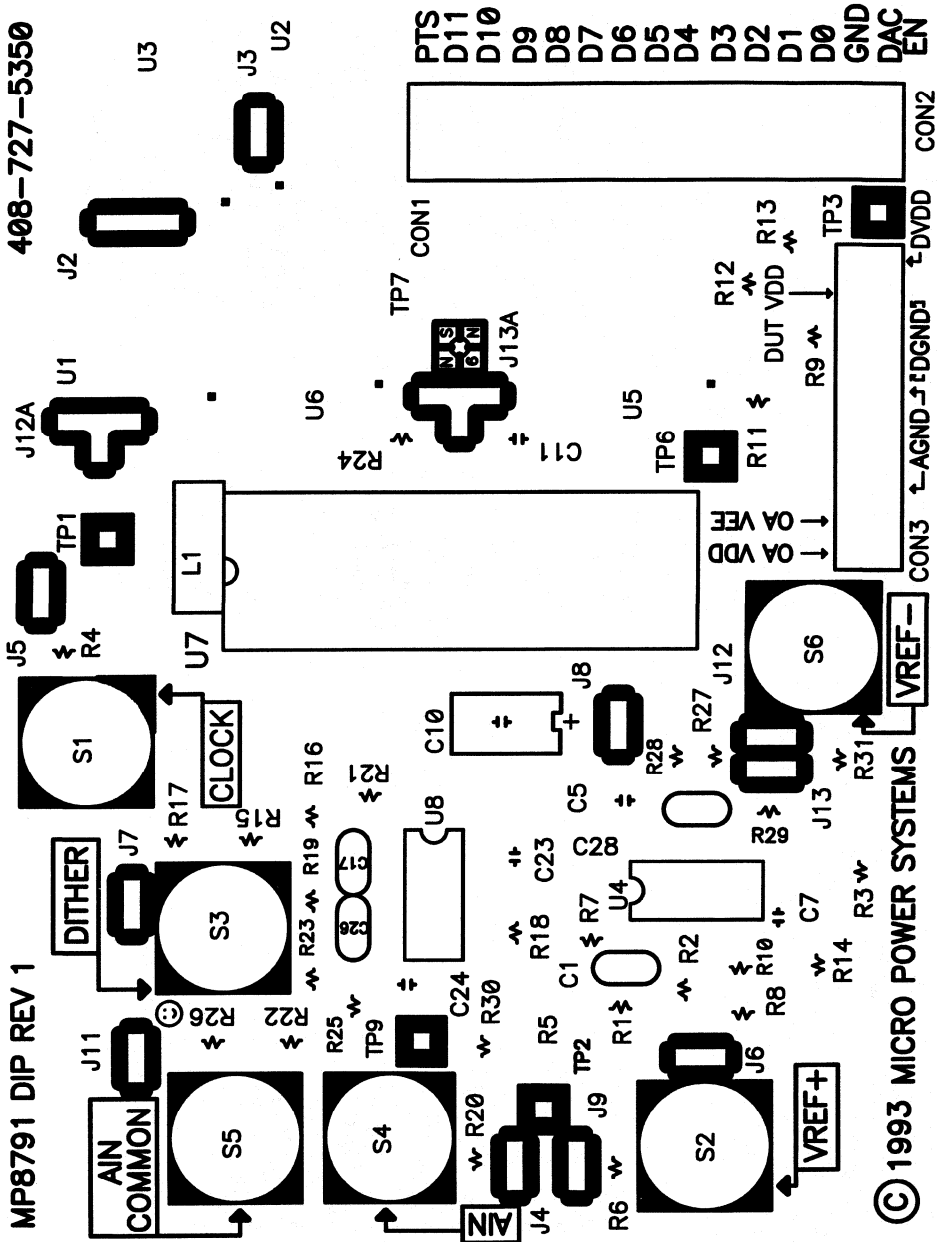 MP8791 DIP REV 1
408-727-5350
J11
AIN
COMMON
DITHER
J7
S1
CLOCK
J5
R4
TP1
J12A
U1
J2
U3
J3
U2
R17
R15
S3
R26
R22
S5
R16
R21
R19
R23
C17
C26
R25
TP9
S4
L1
U7
U6
R24
TP7
N
S
6
N
J13A
C11
CON1
PTS
D11
D10
D9
D8
D7
D6
D5
D4
D3
D2
D1
D0
GND
DAC
EN
CON2
U8
C10
+
C24
R30
R20
AIN
J4
J9
TP2
R5
R18
C23
C5
J8
C28
R7
C1
R1
R6
U4
R2
R28
R27
J12
J13
R29
S2
J6
VREF+
R8
R10
R14
C7
R3
R31
S6
VREF-
U5
TP6
R11
R9
R12
R13
DUT VDD
TP3
OA VEE
OA VDD
CON3
AGND
DGND
DVDD
© 1993 MICRO POWER SYSTEMS